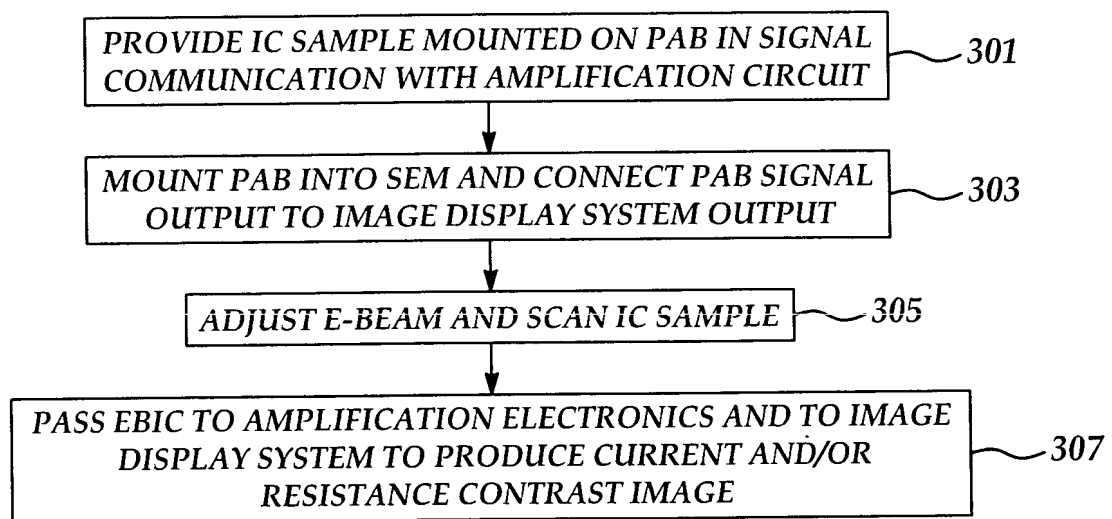 PROVIDE IC SAMPLE MOUNTED ON PAB IN SIGNAL
COMMUNICATION WITH AMPLIFICATION CIRCUIT
301
MOUNT PAB INTO SEM AND CONNECT PAB SIGNAL
OUTPUT TO IMAGE DISPLAY SYSTEM OUTPUT
303
ADJUST E-BEAM AND SCAN IC SAMPLE
305
PASS EBIC TO AMPLIFICATION ELECTRONICS AND TO IMAGE
DISPLAY SYSTEM TO PRODUCE CURRENT AND/OR
RESISTANCE CONTRAST IMAGE
307